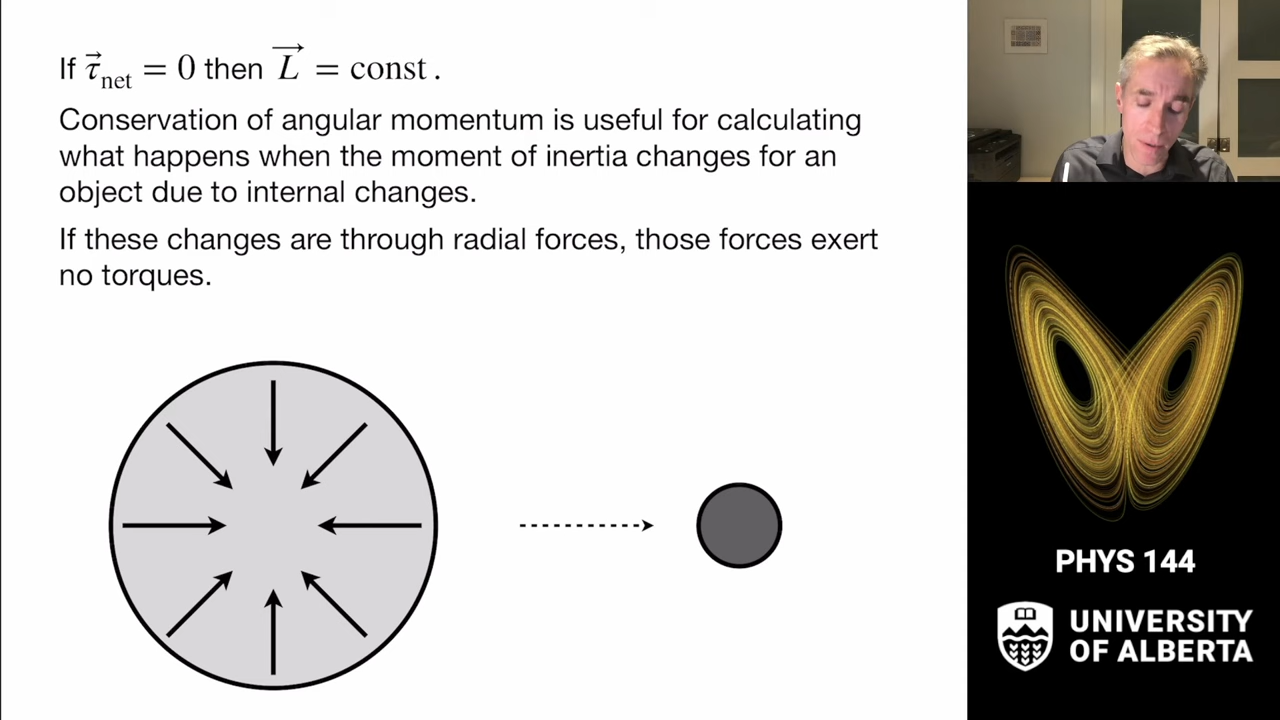 If τ⃗_net = 0 then L⃗ = const.
Conservation of angular momentum is useful for calculating
what happens when the moment of inertia changes for an
object due to internal changes.
If these changes are through radial forces, those forces exert
no torques.
PHYS 144
UNIVERSITY
OF ALBERTA